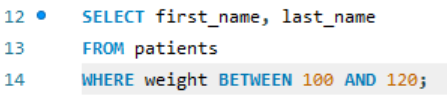 12 SELECT first_name, last_name
13 FROM patients
14 WHERE weight BETWEEN 100 AND 120;